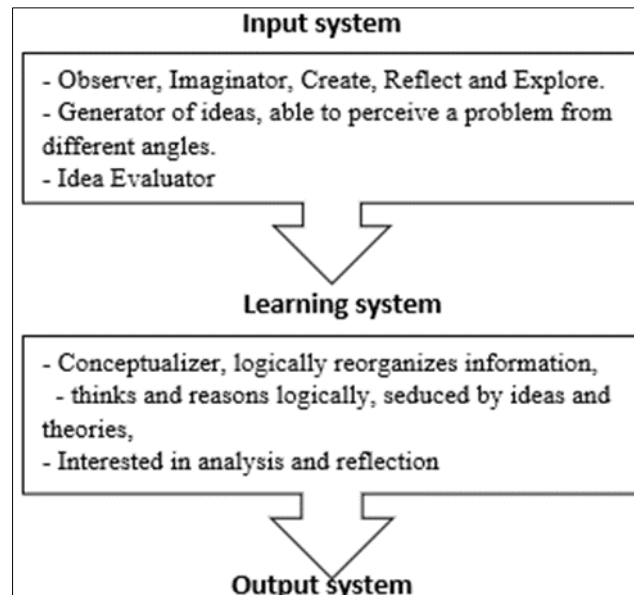 Input system
- Observer, Imaginator, Create, Reflect and Explore.
- Generator of ideas, able to perceive a problem from
different angles.
- Idea Evaluator
Learning system
- Conceptualizer, logically reorganizes information,
- thinks and reasons logically, seduced by ideas and
theories,
- Interested in analysis and reflection
Output system